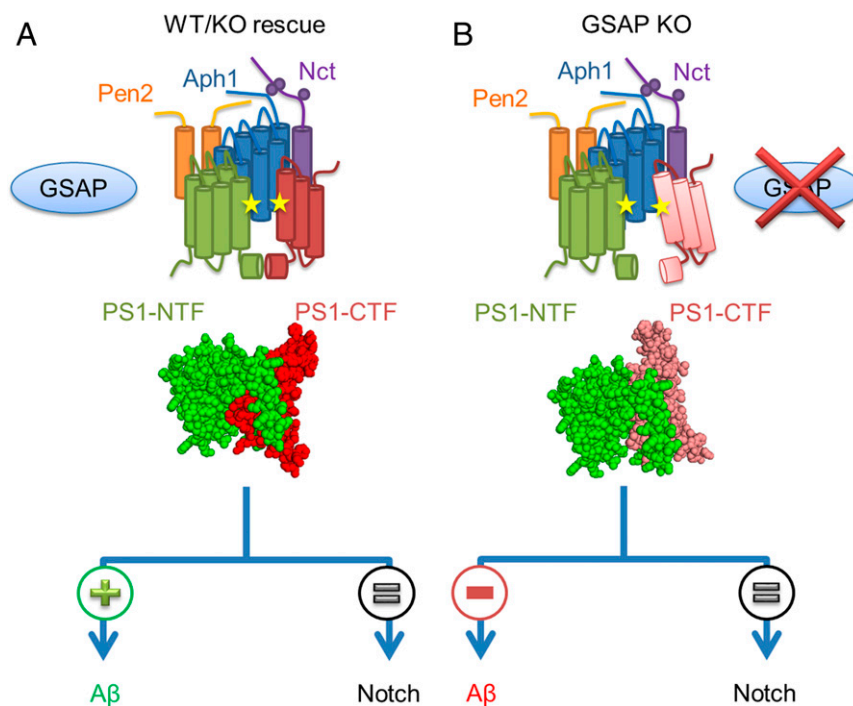 A
WT/KO rescue
Aph1
Nct
Pen2
GSAP
PS1-NTF
PS1-CTF
+
=
Aβ
Notch
B
GSAP KO
Aph1
Nct
Pen2
GSAP
PS1-NTF
PS1-CTF
-
=
Aβ
Notch